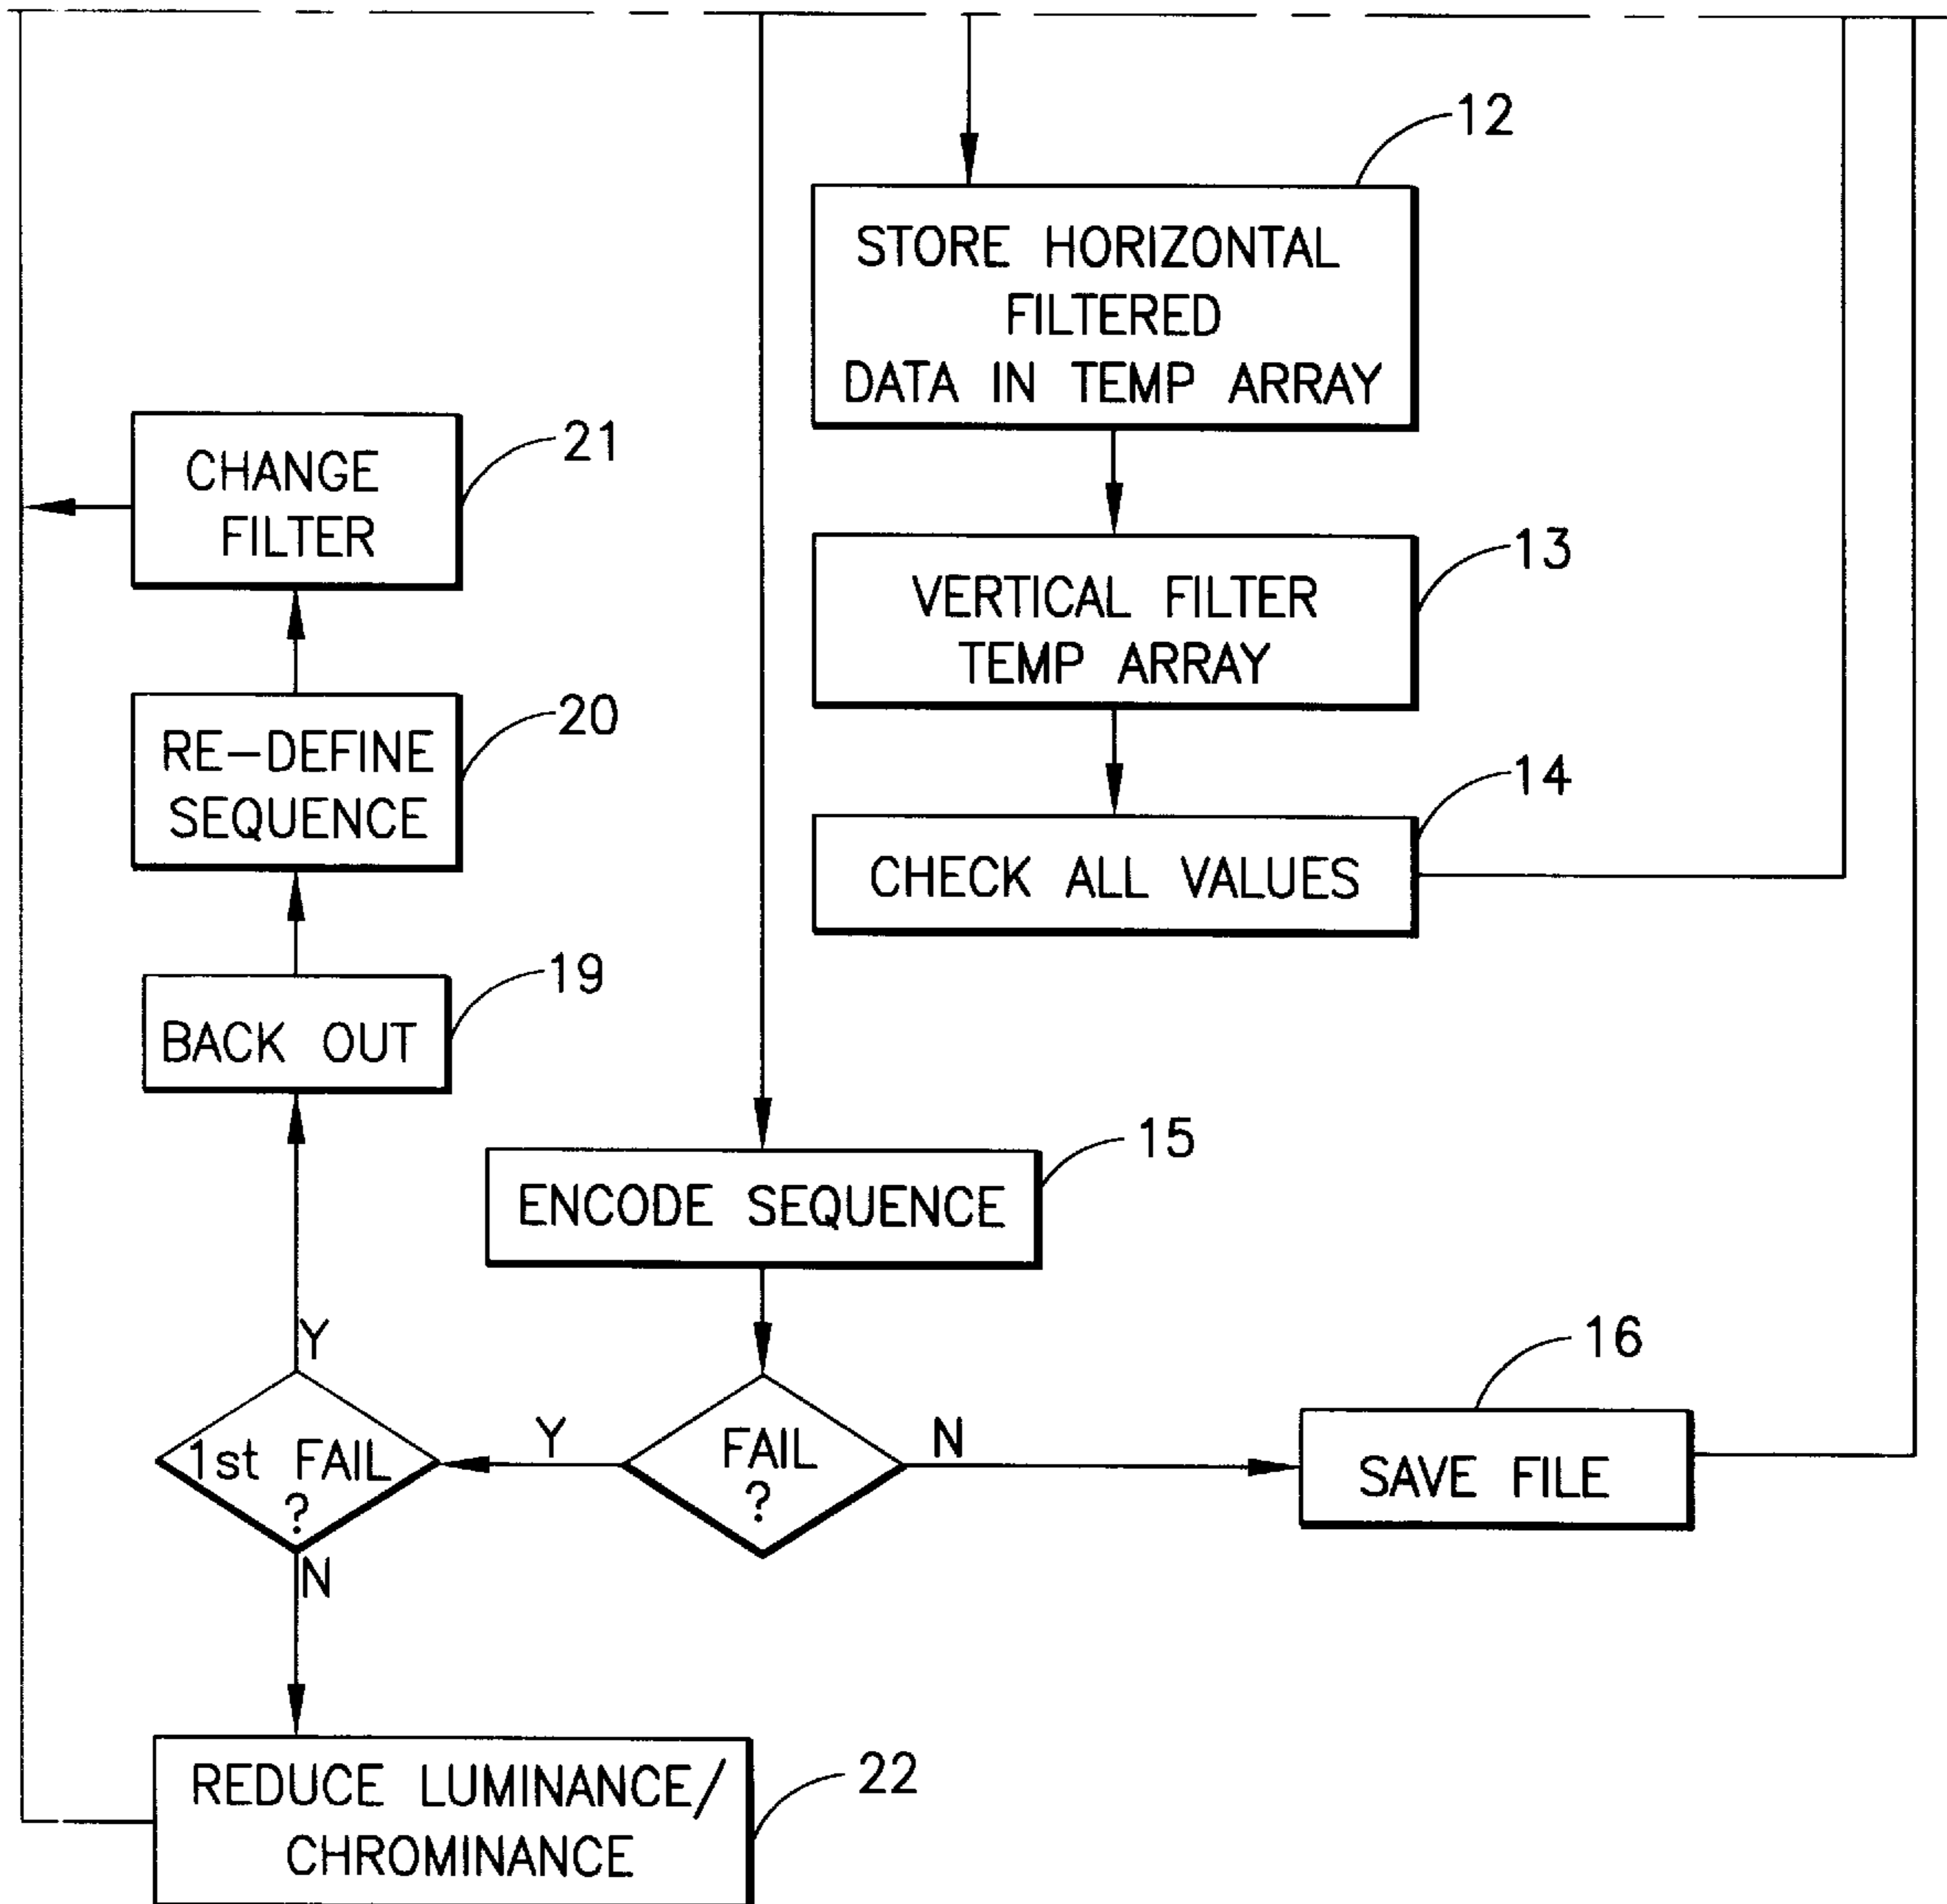 12
STORE HORIZONTAL
FILTERED
DATA IN TEMP ARRAY
21
CHANGE
FILTER
13
VERTICAL FILTER
TEMP ARRAY
20
RE-DEFINE
SEQUENCE
14
CHECK ALL VALUES
19
BACK OUT
15
ENCODE SEQUENCE
Y
16
1st FAIL
?
Y
FAIL
?
N
SAVE FILE
N
22
REDUCE LUMINANCE/
CHROMINANCE